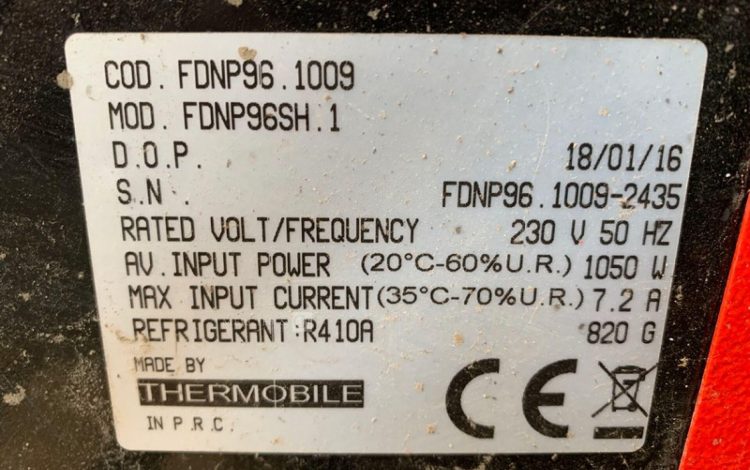 COD. FDNP96.1009
MOD. FDNP96SH.1
D.O.P. 18/01/16
S.N. FDNP96.1009-2435
RATED VOLT/FREQUENCY 230 V 50 HZ
AV.INPUT POWER (20°C-60%U.R.) 1050 W
MAX INPUT CURRENT(35°C-70%U.R.) 7.2 A
REFRIGERANT:R410A 820 G
MADE BY
THERMOBILE
IN P.R.C.
CE